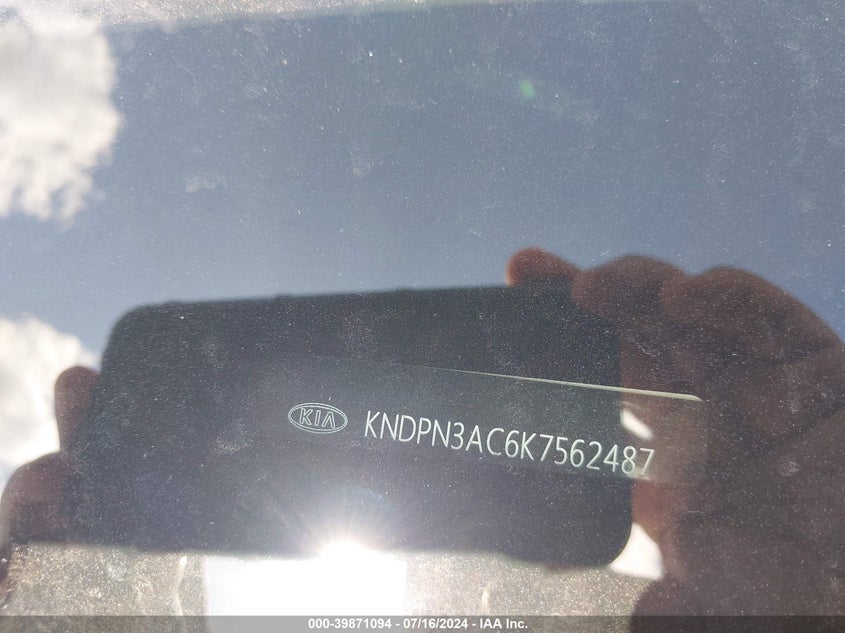 KIA KNDPN3AC6K7562487
000-39871094 - 07/16/2024 - IAA Inc.